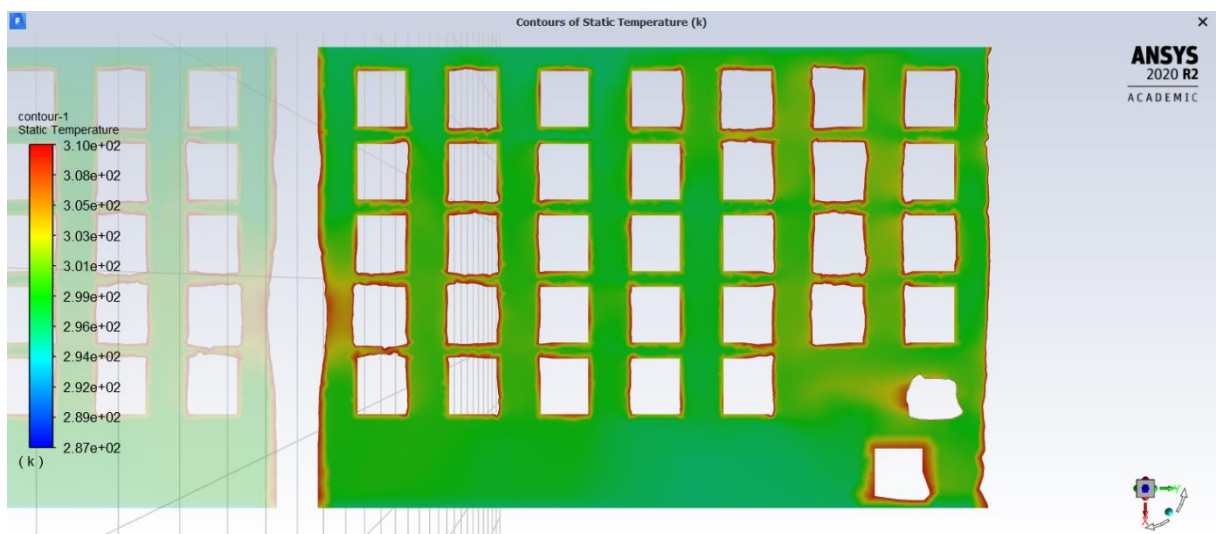 Contours of Static Temperature (k)
ANSYS
2020 R2
ACADEMIC
contour-1
Static Temperature
3.10e+02
3.08e+02
3.05e+02
3.03e+02
3.01e+02
2.99e+02
2.96e+02
2.94e+02
2.92e+02
2.89e+02
2.87e+02
( k )